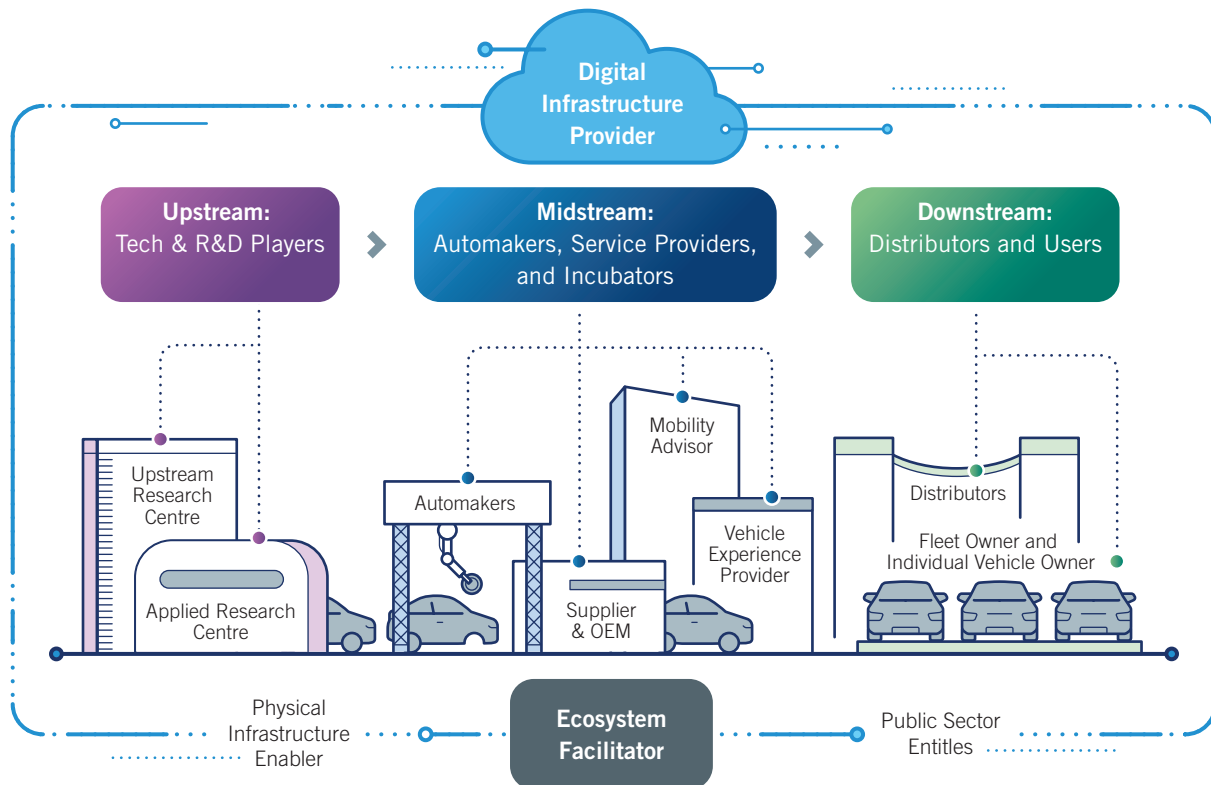 Digital
Infrastructure
Provider
Upstream:
Tech & R&D Players
Midstream:
Automakers, Service Providers,
and Incubators
Downstream:
Distributors and Users
Upstream
Research
Centre
Applied Research
Centre
Automakers
Supplier
& OEM
Mobility
Advisor
Vehicle
Experience
Provider
Distributors
Fleet Owner and
Individual Vehicle Owner
Physical
Infrastructure
Enabler
Ecosystem
Facilitator
Public Sector
Entitles